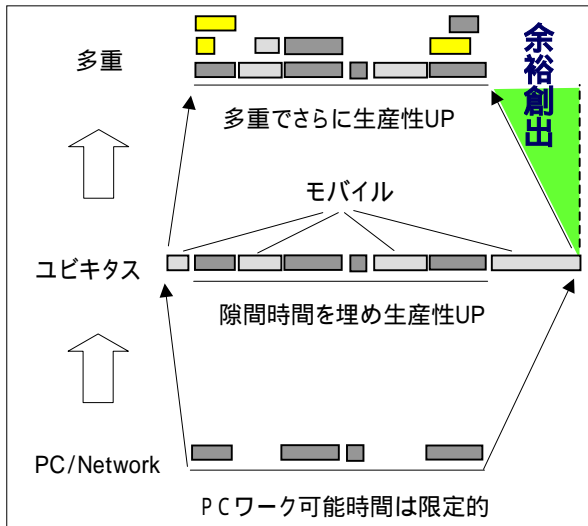 余裕創出
多重
多重でさらに生産性UP
モバイル
ユビキタス
隙間時間を埋め生産性UP
PC/Network
PCワーク可能時間は限定的